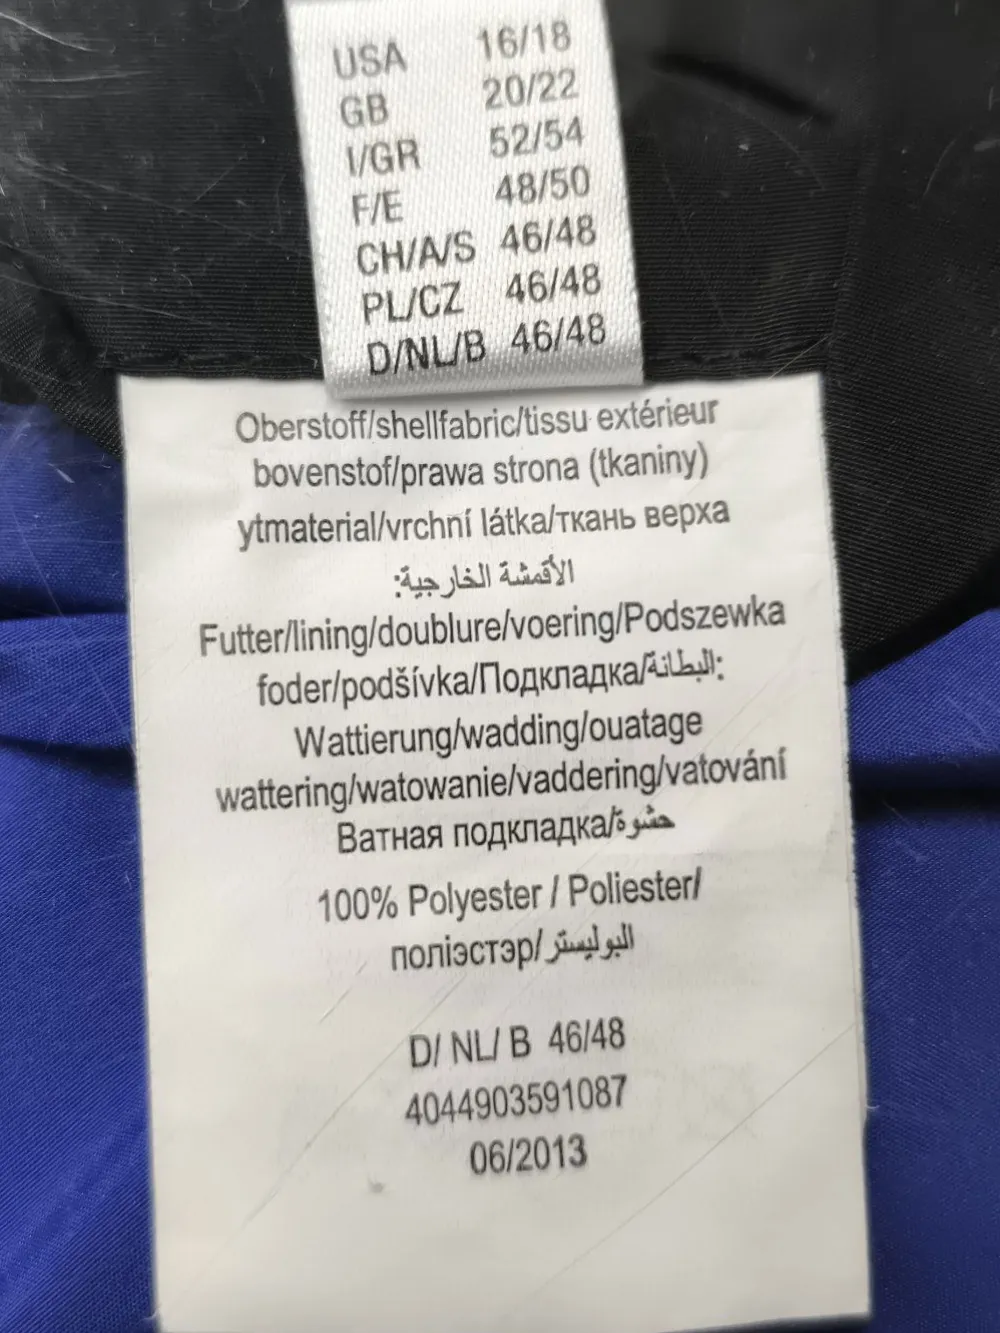 USA 16/18
GB 20/22
I/GR 52/54
F/E 48/50
CH/A/S 46/48
PL/CZ 46/48
D/NL/B 46/48
Oberstoff/shellfabric/tissu extérieur
bovenstof/prawa strona (tkaniny)
ytmaterial/vrchní látka/ткань верха
الأقمشة الخارجية:
Futter/lining/doublure/voering/Podszewka
foder/podšívka/Подкладка/البطانة:
Wattierung/wadding/ouatage
wattering/watowanie/vaddering/vatování
Ватная подкладка/حشوة
100% Polyester / Poliester/
поліэстэр/البوليستر
D/ NL/ B 46/48
4044903591087
06/2013